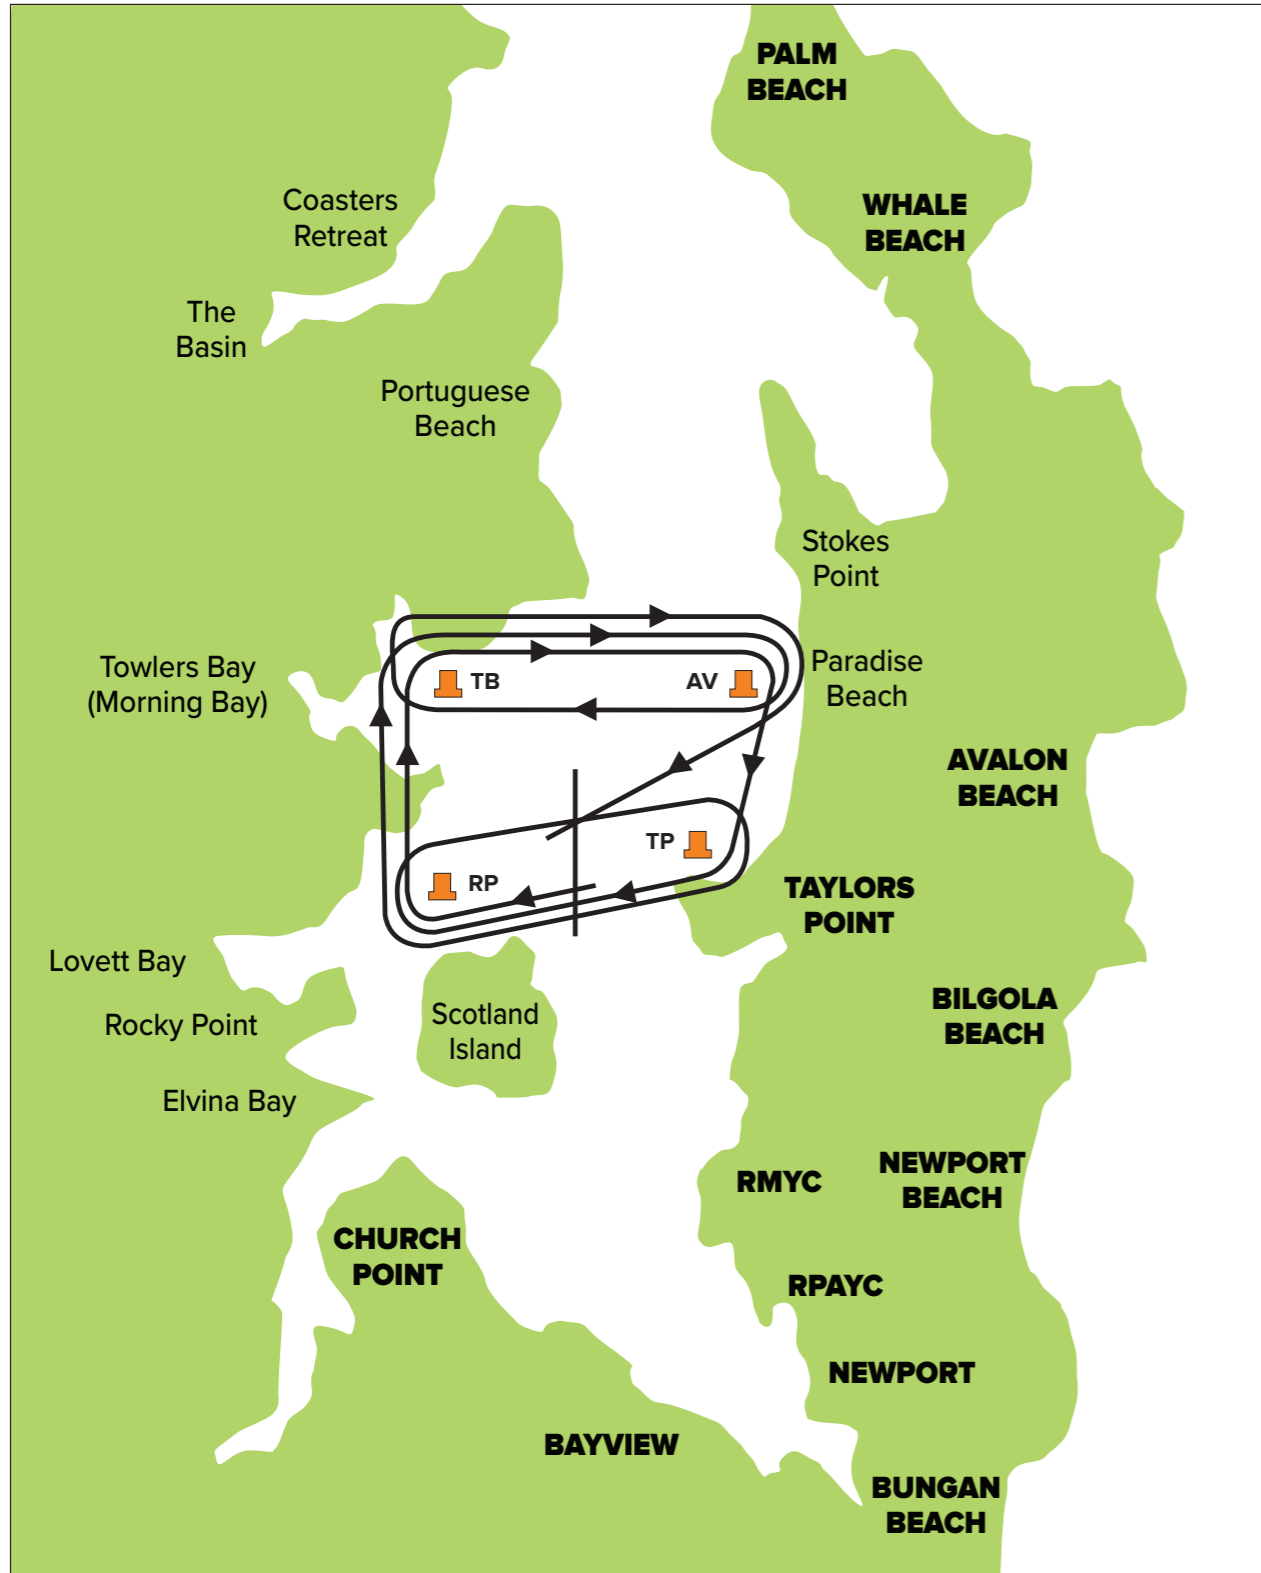 PALM
BEACH
Coasters
Retreat
WHALE
BEACH
The
Basin
Portuguese
Beach
Stokes
Point
Towlers Bay
(Morning Bay)
TB
AV
Paradise
Beach
AVALON
BEACH
TP
RP
TAYLORS
POINT
Lovett Bay
BILGOLA
BEACH
Rocky Point
Scotland
Island
Elvina Bay
RMYC
NEWPORT
BEACH
CHURCH
POINT
RPAYC
NEWPORT
BAYVIEW
BUNGAN
BEACH